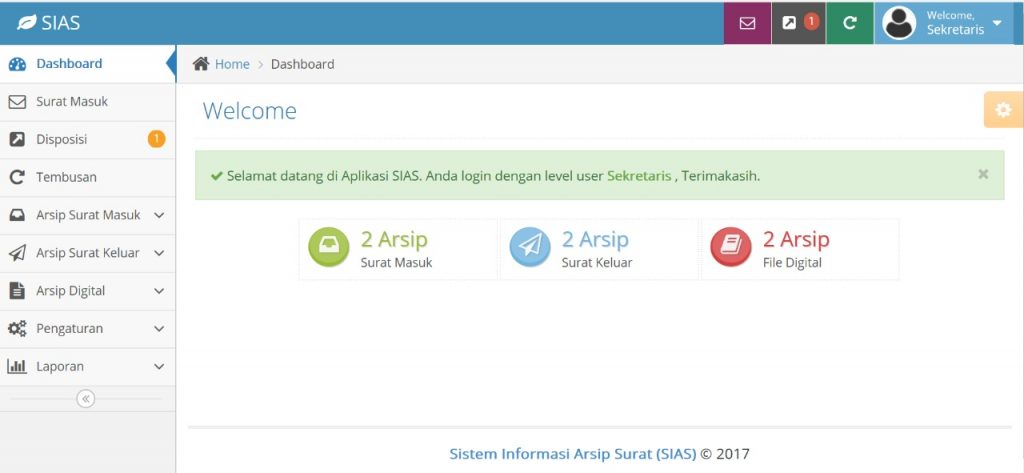 SIAS
1
Welcome,
Sekretaris
Dashboard
Surat Masuk
Disposisi 1
Tembusan
Arsip Surat Masuk
Arsip Surat Keluar
Arsip Digital
Pengaturan
Laporan
Home > Dashboard
Welcome
Selamat datang di Aplikasi SIAS. Anda login dengan level user Sekretaris , Terimakasih.
2 Arsip
Surat Masuk
2 Arsip
Surat Keluar
2 Arsip
File Digital
Sistem Informasi Arsip Surat (SIAS) © 2017